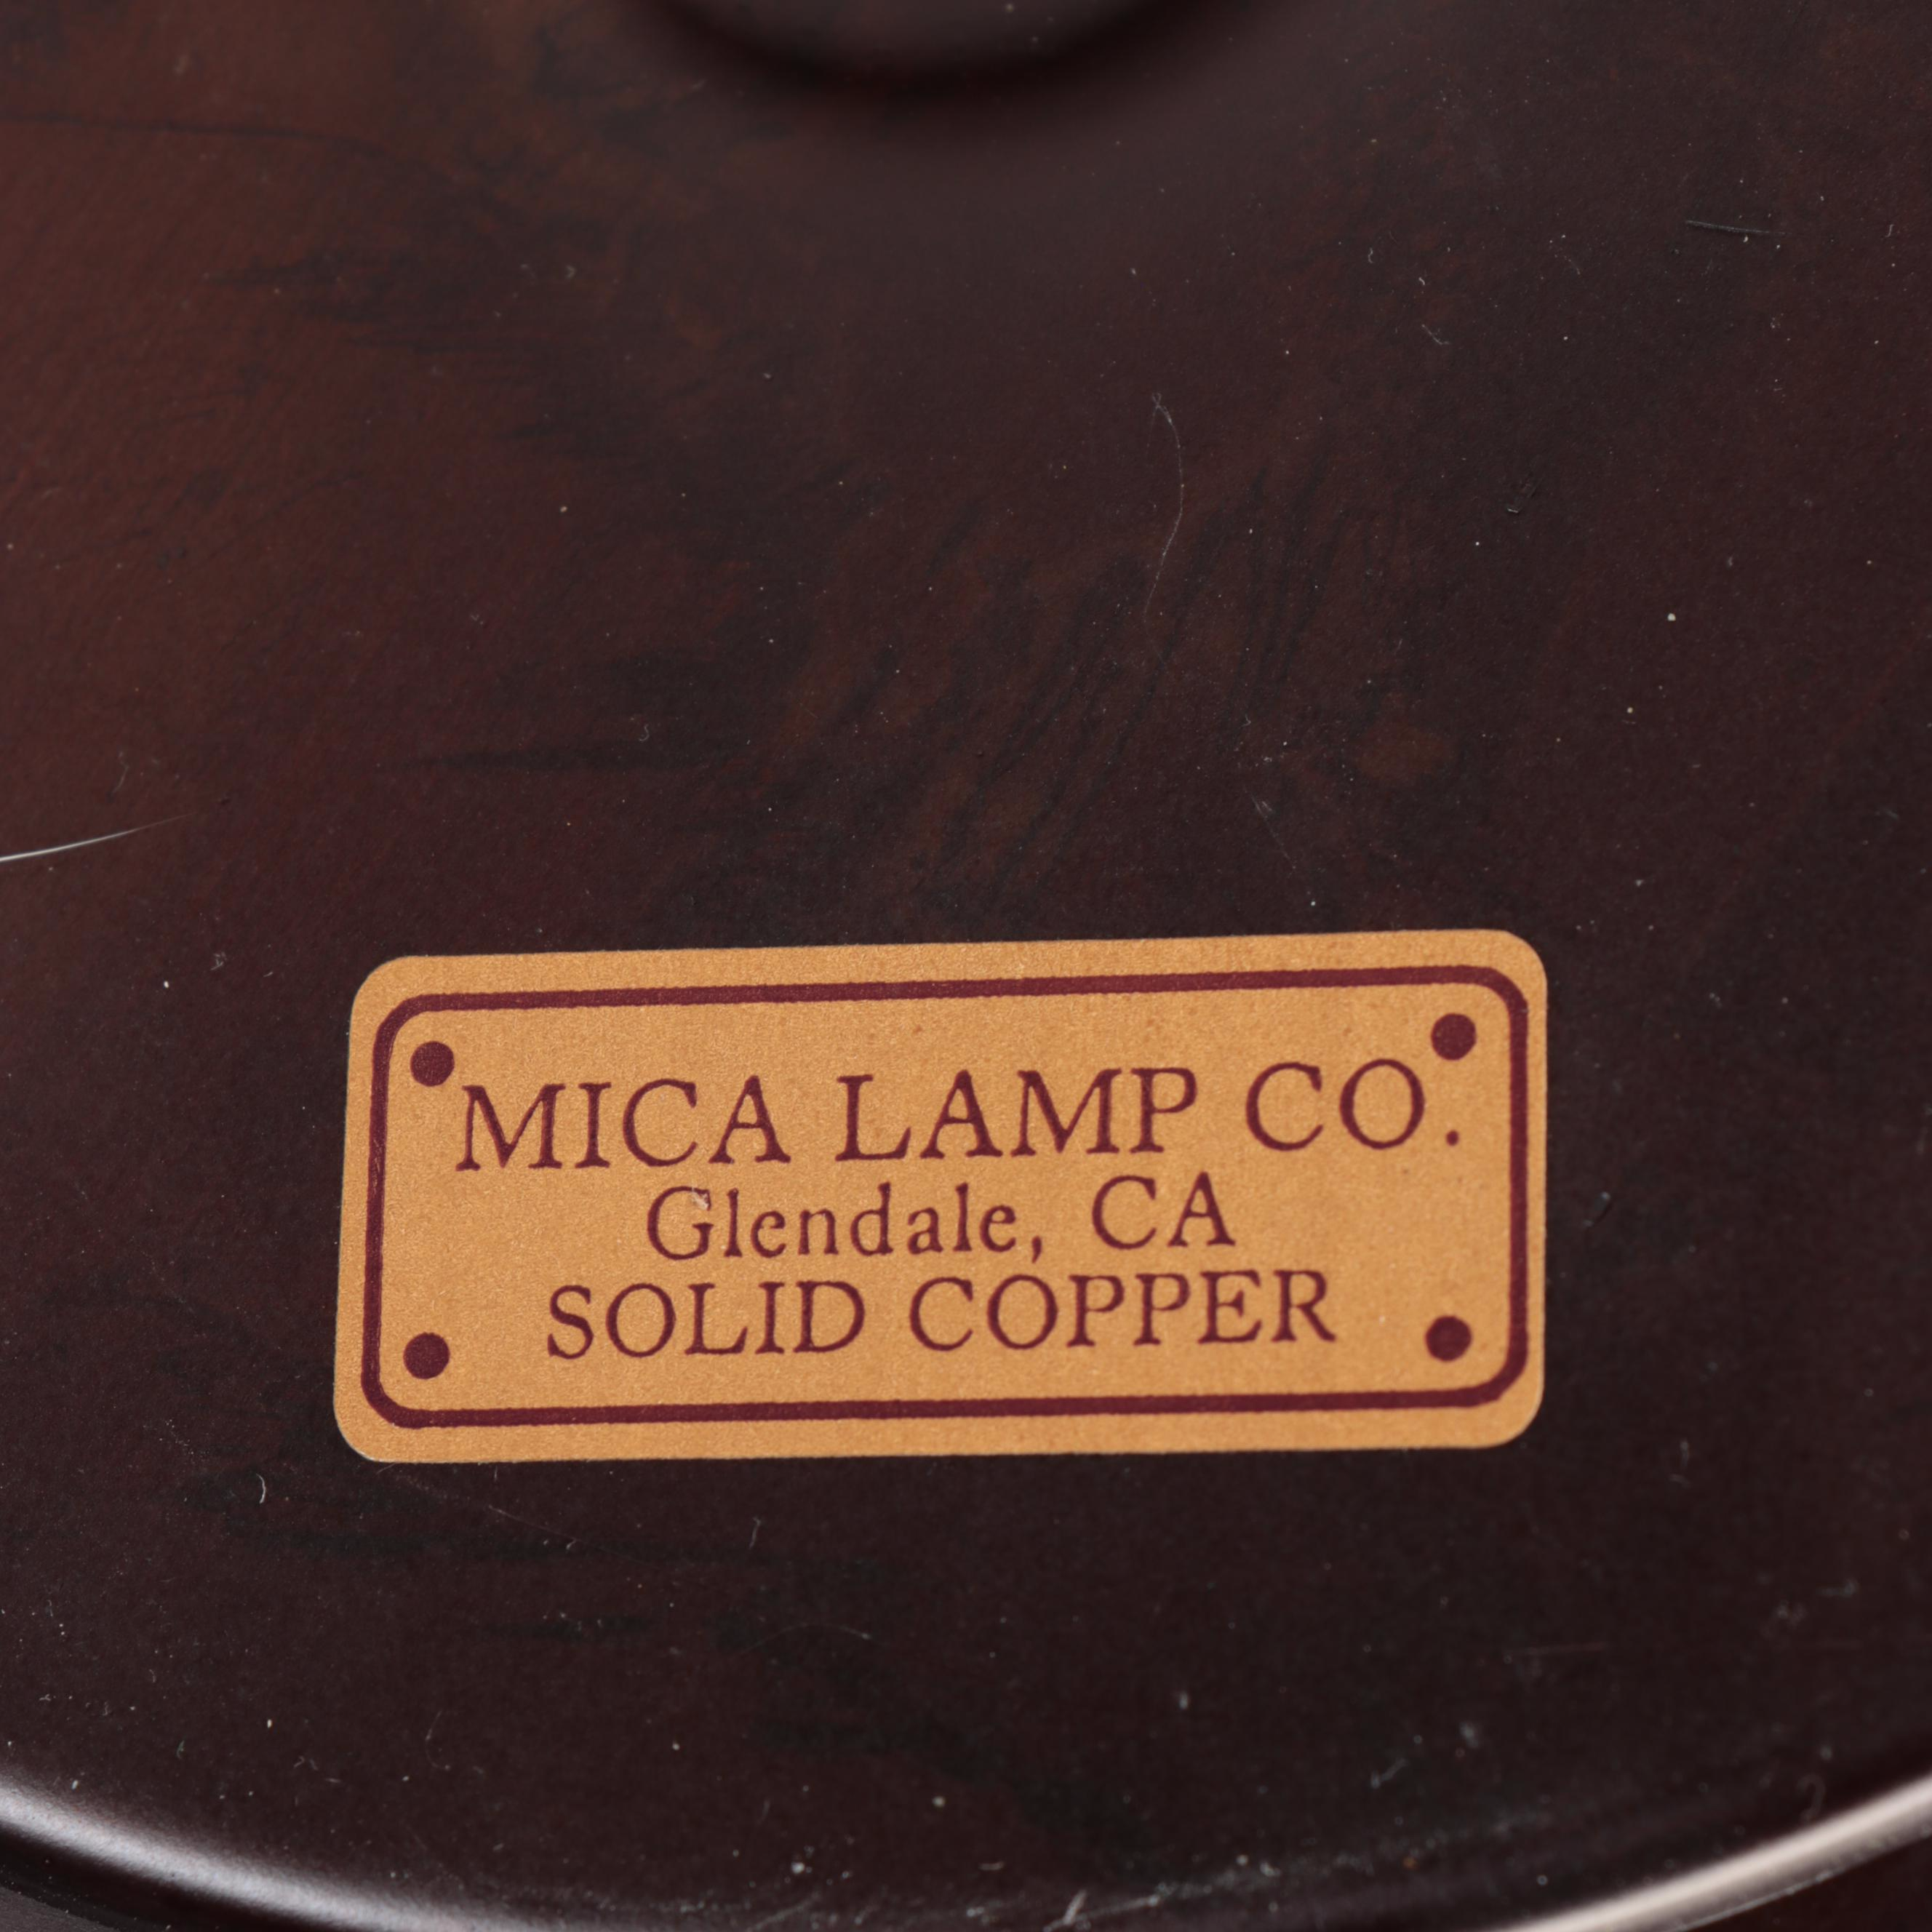 MICA LAMP CO.
Glendale, CA
SOLID COPPER